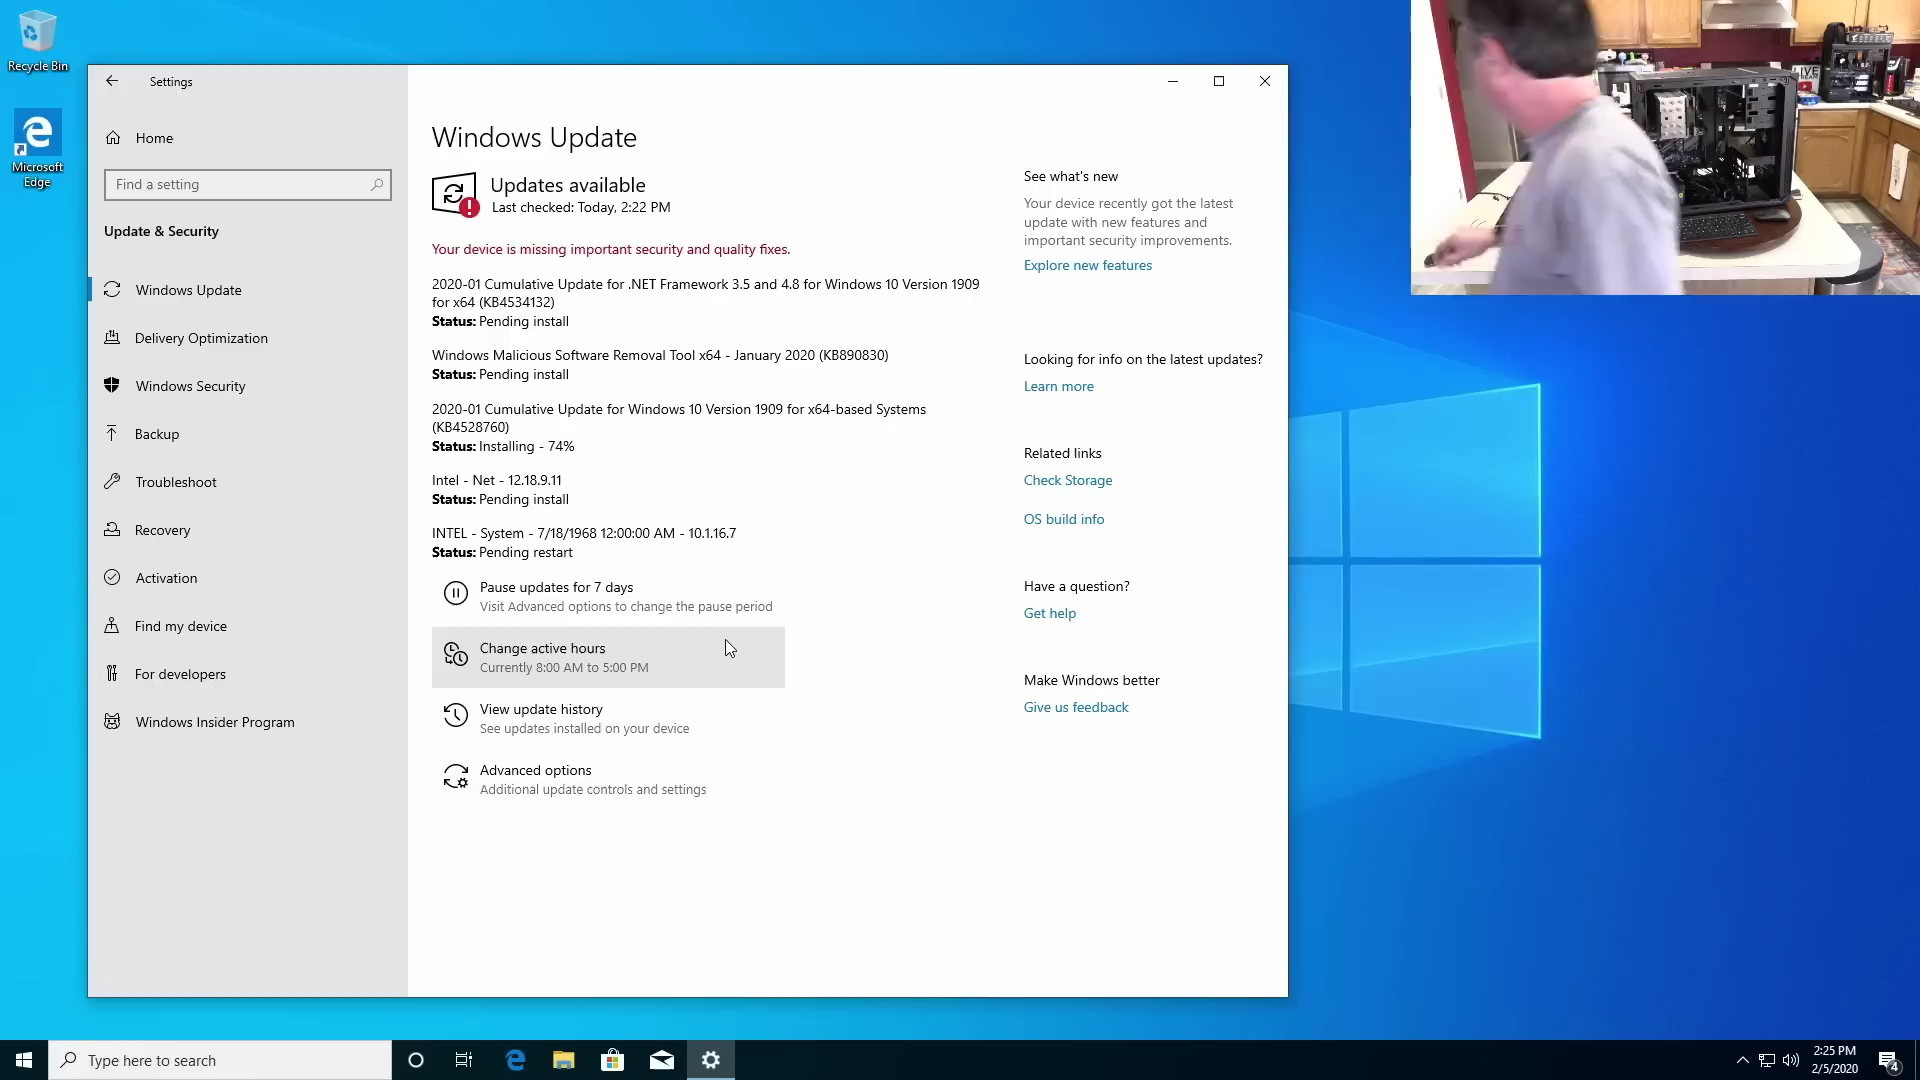 Recycle Bin
Microsoft
Edge
Settings
Home
Find a setting
Update & Security
Windows Update
Delivery Optimization
Windows Security
Backup
Troubleshoot
Recovery
Activation
Find my device
For developers
Windows Insider Program
Windows Update
Updates available
Last checked: Today, 2:22 PM
Your device is missing important security and quality fixes.
2020-01 Cumulative Update for .NET Framework 3.5 and 4.8 for Windows 10 Version 1909
for x64 (KB4534132)
Status: Pending install
Windows Malicious Software Removal Tool x64 - January 2020 (KB890830)
Status: Pending install
2020-01 Cumulative Update for Windows 10 Version 1909 for x64-based Systems
(KB4528760)
Status: Installing - 74%
Intel - Net - 12.18.9.11
Status: Pending install
INTEL - System - 7/18/1968 12:00:00 AM - 10.1.16.7
Status: Pending restart
Pause updates for 7 days
Visit Advanced options to change the pause period
Change active hours
Currently 8:00 AM to 5:00 PM
View update history
See updates installed on your device
Advanced options
Additional update controls and settings
See what's new
Your device recently got the latest
update with new features and
important security improvements.
Explore new features
Looking for info on the latest updates?
Learn more
Related links
Check Storage
OS build info
Have a question?
Get help
Make Windows better
Give us feedback
LIVE
Type here to search
2:25 PM
2/5/2020
4